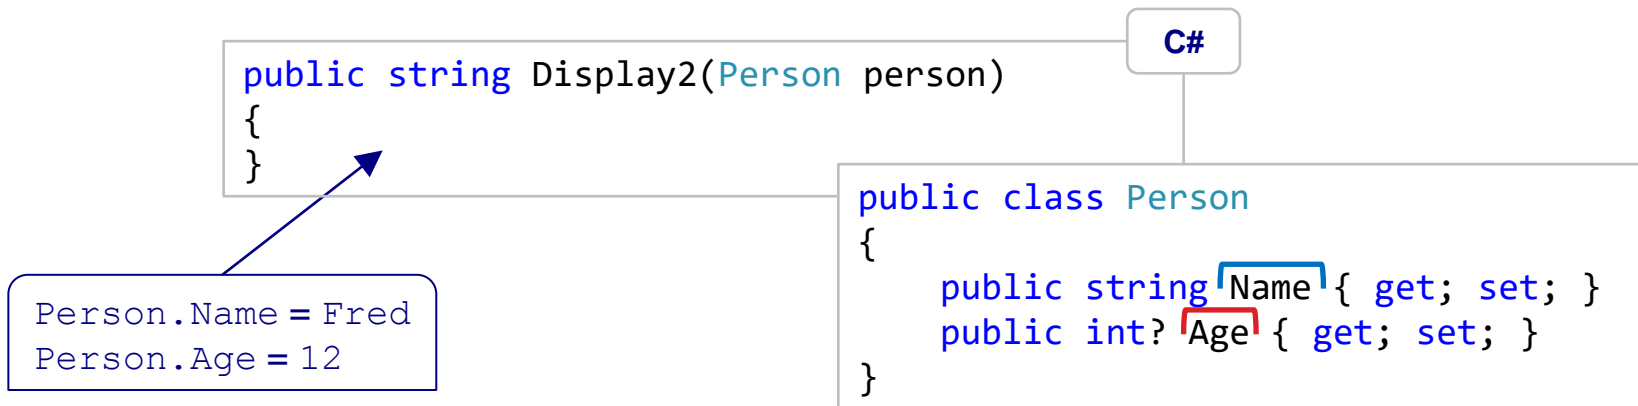 C#
public string Display2(Person person)
{
}
public class Person
{
public string Name { get; set; }
public int? Age { get; set; }
}
Person.Name = Fred
Person.Age = 12